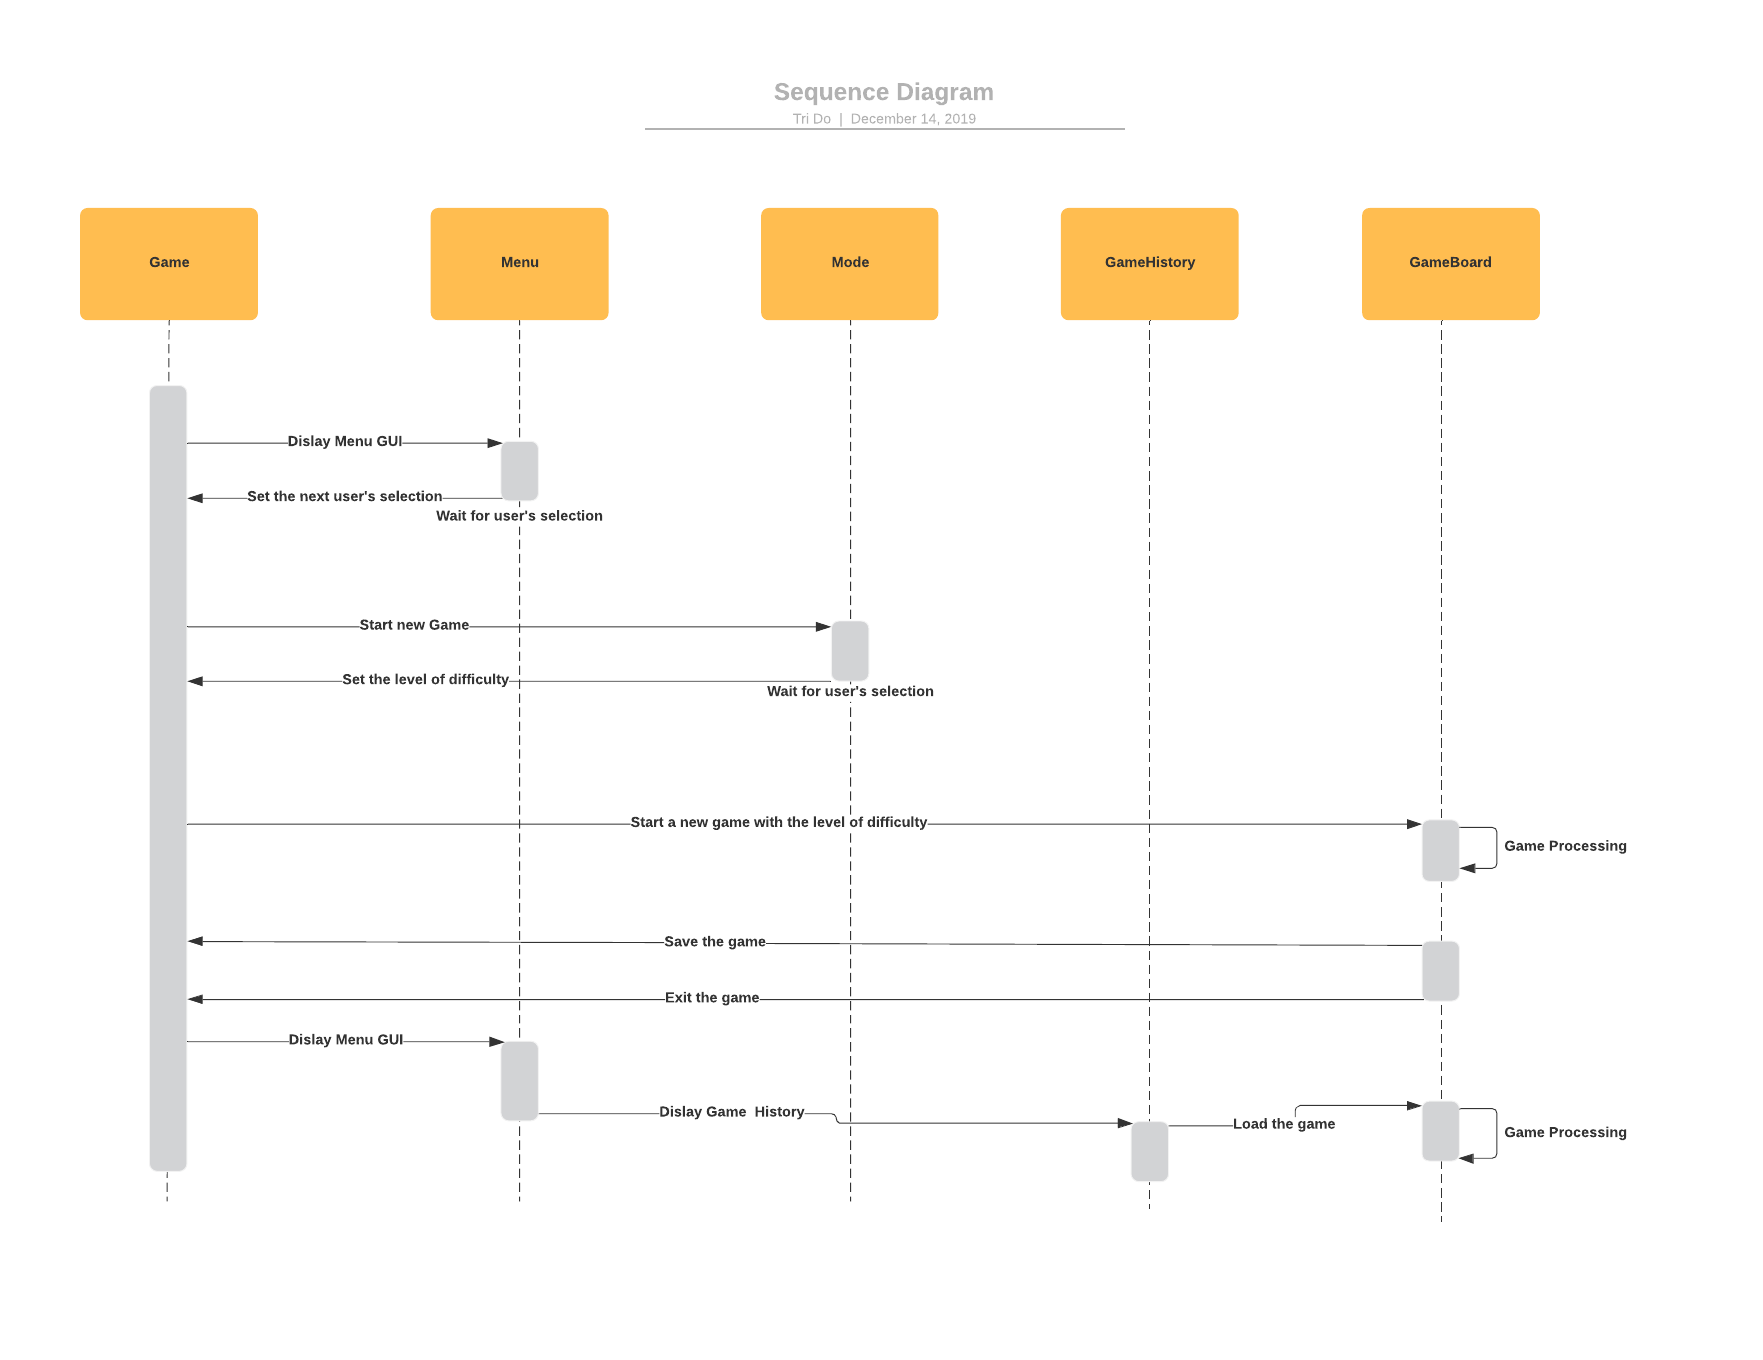 Sequence Diagram
Tri Do | December 14, 2019
Game
Menu
Mode
GameHistory
GameBoard
Dislay Menu GUI
Set the next user's selection
Wait for user's selection
Start new Game
Set the level of difficulty
Wait for user's selection
Start a new game with the level of difficulty
Game Processing
Save the game
Exit the game
Dislay Menu GUI
Dislay Game  History
Load the game
Game Processing